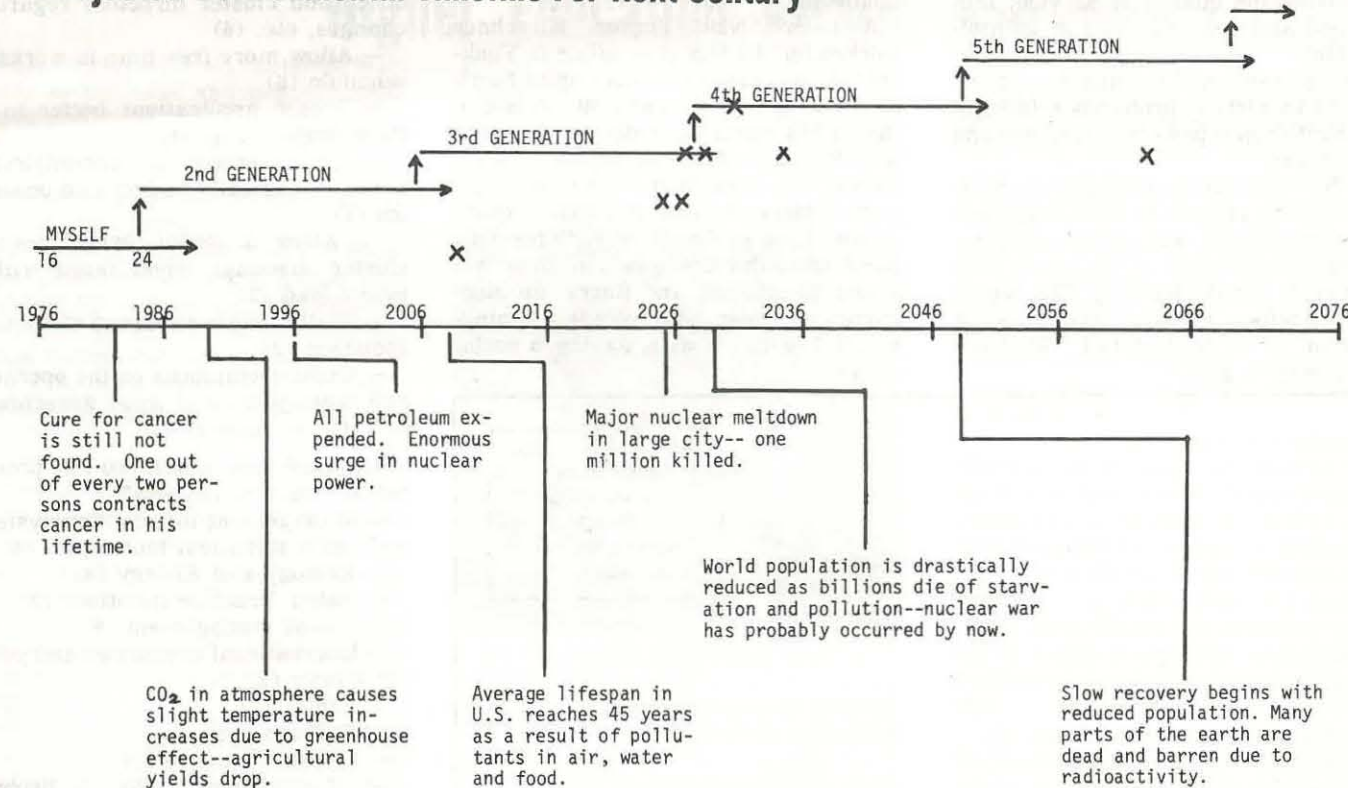 5th GENERATION
4th GENERATION
3rd GENERATION
2nd GENERATION
MYSELF
16 24
1976 1986 1996 2006 2016 2026 2036 2046 2056 2066 2076
Cure for cancer
is still not
found. One out
of every two per-
sons contracts
cancer in his
lifetime.
All petroleum ex-
pended. Enormous
surge in nuclear
power.
Major nuclear meltdown
in large city-- one
million killed.
World population is drastically
reduced as billions die of starv-
ation and pollution--nuclear war
has probably occurred by now.
CO₂ in atmosphere causes
slight temperature in-
creases due to greenhouse
effect--agricultural
yields drop.
Average lifespan in
U.S. reaches 45 years
as a result of pollu-
tants in air, water
and food.
Slow recovery begins with
reduced population. Many
parts of the earth are
dead and barren due to
radioactivity.